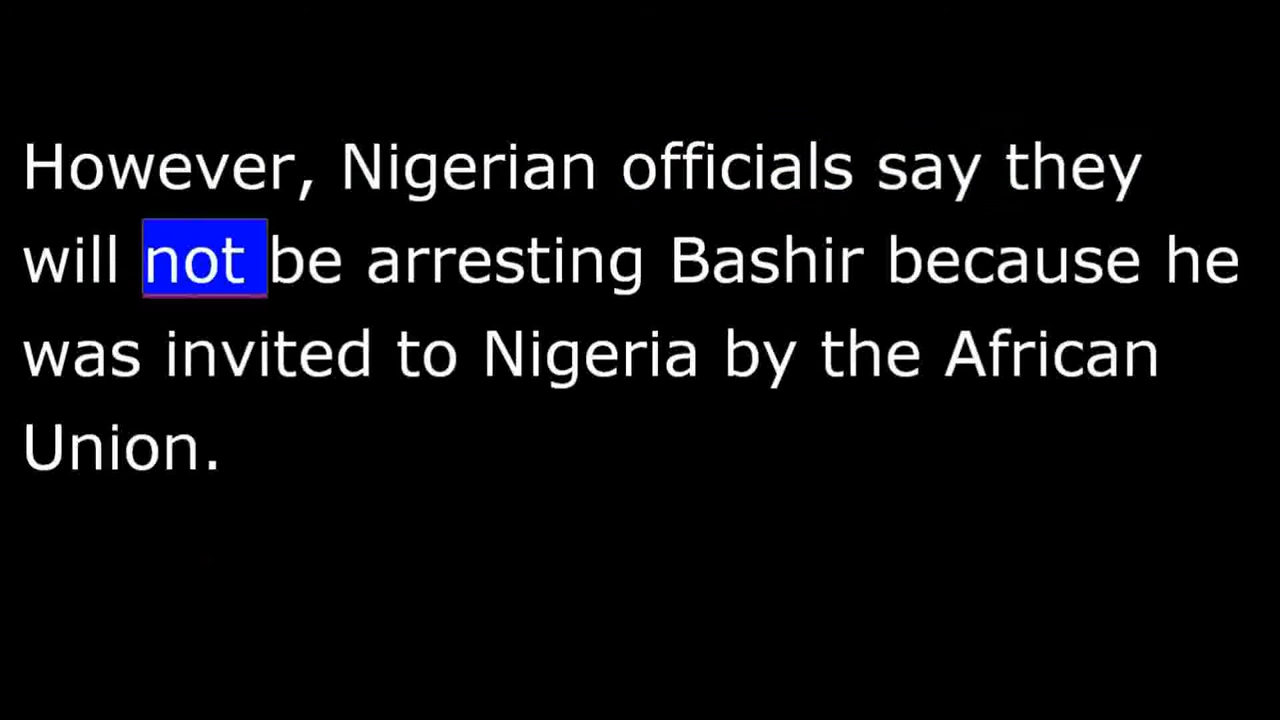 However, Nigerian officials say they
will not be arresting Bashir because he
was invited to Nigeria by the African
Union.